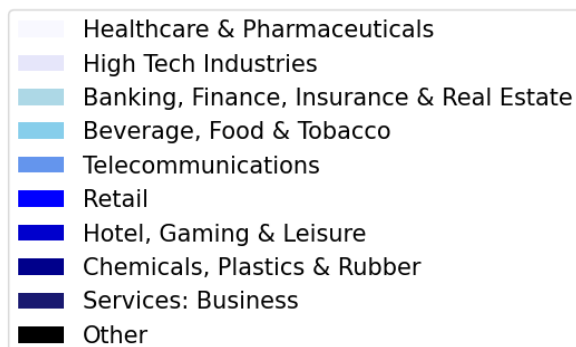 Healthcare & Pharmaceuticals
High Tech Industries
Banking, Finance, Insurance & Real Estate
Beverage, Food & Tobacco
Telecommunications
Retail
Hotel, Gaming & Leisure
Chemicals, Plastics & Rubber
Services: Business
Other